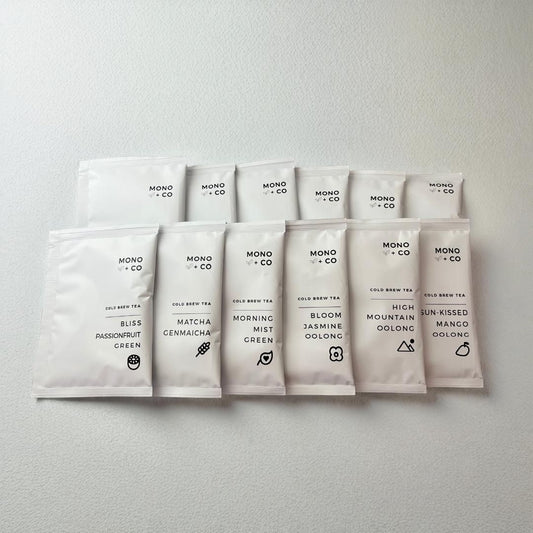 MONO
+ CO
MONO
+ CO
MONO
+ CO
MONO
+ CO
MONO
+ CO
MONO
+ CO
MONO
+ CO
COLD BREW TEA
BLISS
PASSIONFRUIT
GREEN
MONO
+ CO
COLD BREW TEA
MATCHA
GENMAICHA
MONO
+ CO
COLD BREW TEA
MORNING
MIST
GREEN
MONO
+ CO
COLD BREW TEA
BLOOM
JASMINE
OOLONG
MONO
+ CO
COLD BREW TEA
HIGH
MOUNTAIN
OOLONG
MONO
+ CO
COLD BREW TEA
SUN-KISSED
MANGO
OOLONG